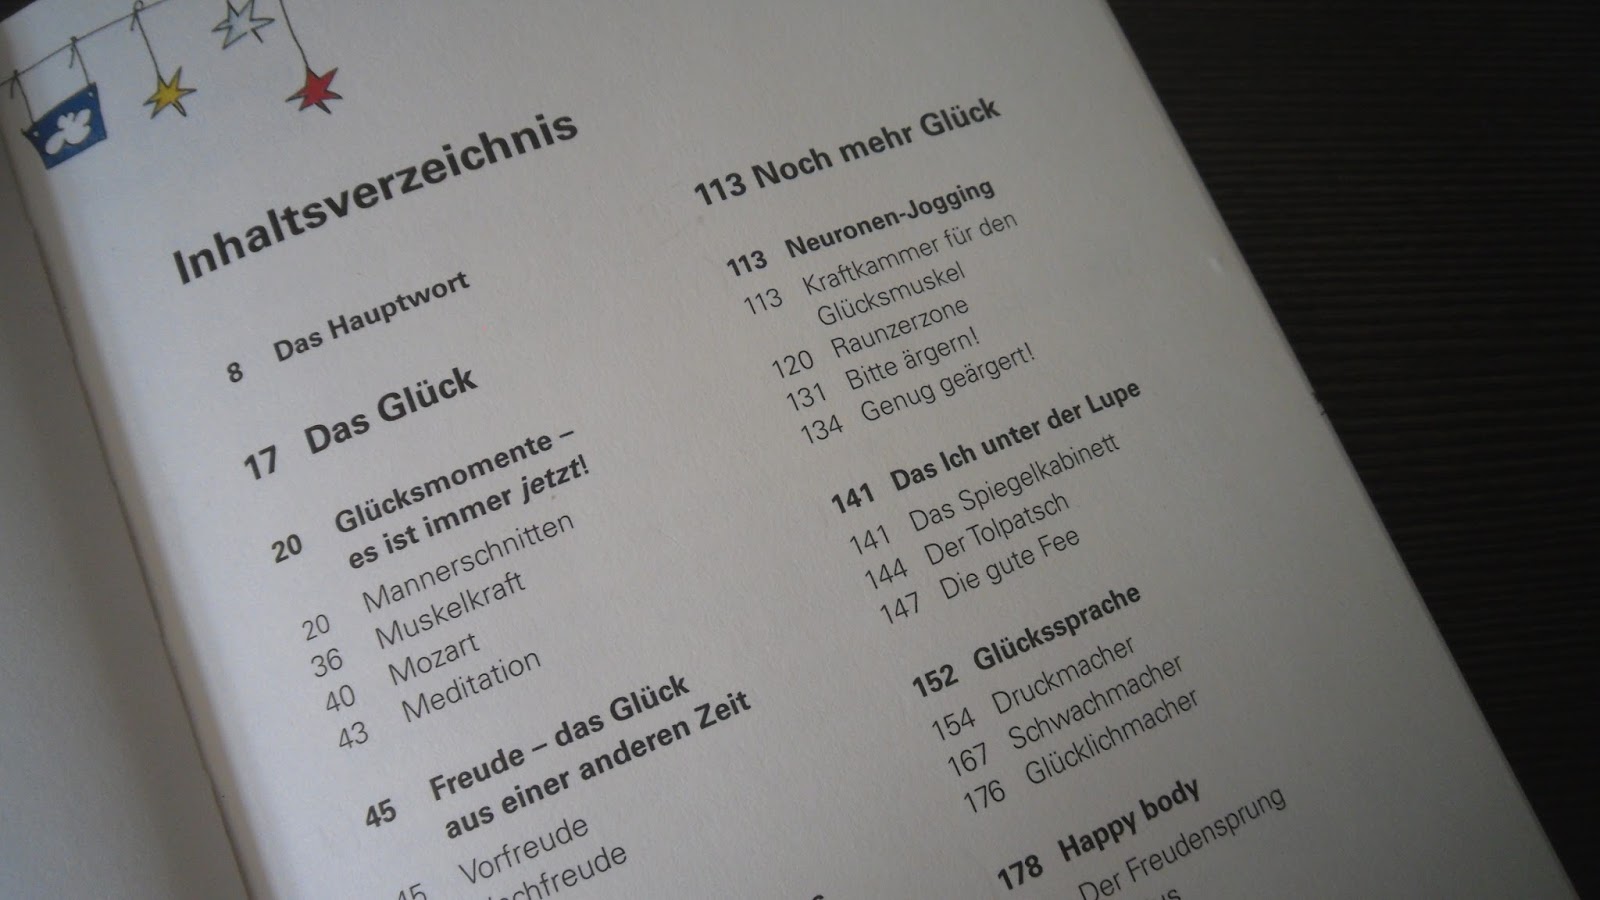 Inhaltsverzeichnis
8 Das Hauptwort
17 Das Glück
20 Glücksmomente –
es ist immer jetzt!
20 Mannerschnitten
36 Muskelkraft
40 Mozart
43 Meditation
45 Freude – das Glück
aus einer anderen Zeit
45 Vorfreude
113 Noch mehr Glück
113 Neuronen-Jogging
113 Kraftkammer für den
Glücksmuskel
120 Raunzerzone
131 Bitte ärgern!
134 Genug geärgert!
141 Das Ich unter der Lupe
141 Das Spiegelkabinett
144 Der Tolpatsch
147 Die gute Fee
152 Glückssprache
154 Druckmacher
167 Schwachmacher
176 Glücklichmacher
178 Happy body
Der Freudensprung